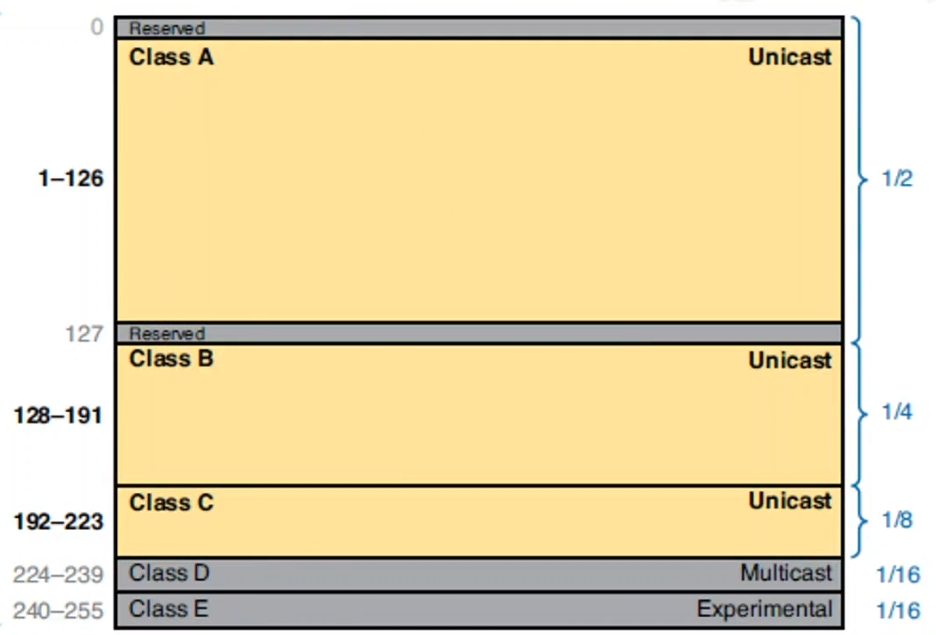 0 Reserved
Class A Unicast
1–126 1/2
127 Reserved
Class B Unicast
128–191 1/4
Class C Unicast
192–223 1/8
224–239 Class D Multicast 1/16
240–255 Class E Experimental 1/16